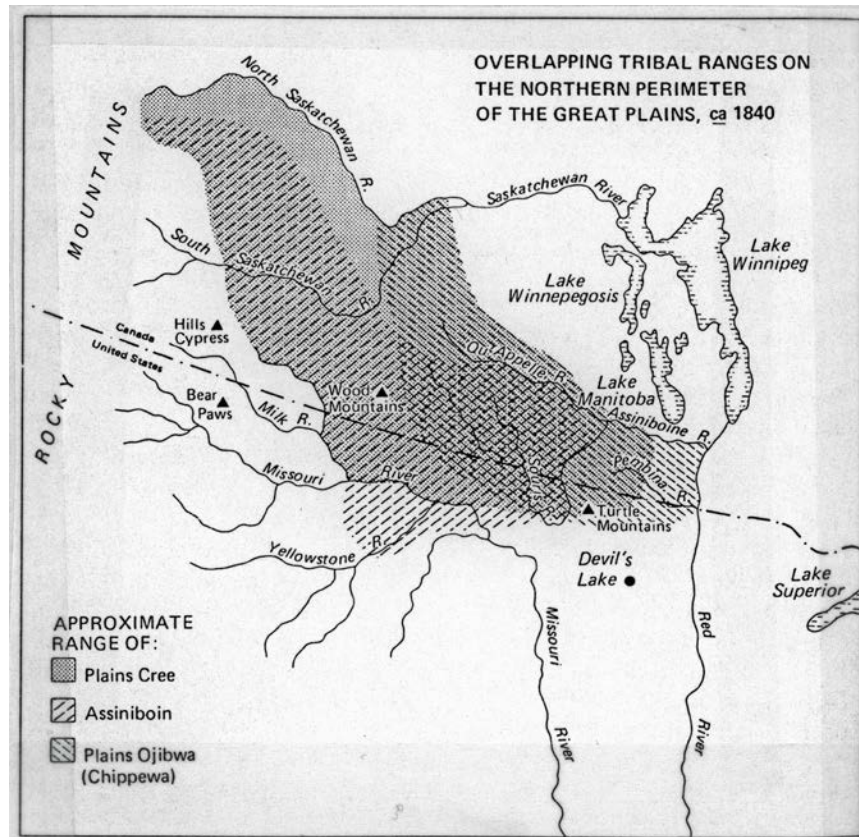 OVERLAPPING TRIBAL RANGES ON
THE NORTHERN PERIMETER
OF THE GREAT PLAINS, ca 1840
North Saskatchewan R.
ROCKY MOUNTAINS
Saskatchewan River
South Saskatchewan R.
Lake
Winnipeg
Lake
Winnepegosis
Hills
Cypress
Canada
United States
Qu'Appelle R.
Bear
Paws
Wood
Mountains
Lake
Manitoba
Assiniboine R.
Milk R.
Souris
Pembina R.
Missouri River
Turtle
Mountains
Yellowstone R.
Devil's
Lake
Lake
Superior
Missouri River
Red River
APPROXIMATE
RANGE OF:
Plains Cree
Assiniboin
Plains Ojibwa
(Chippewa)